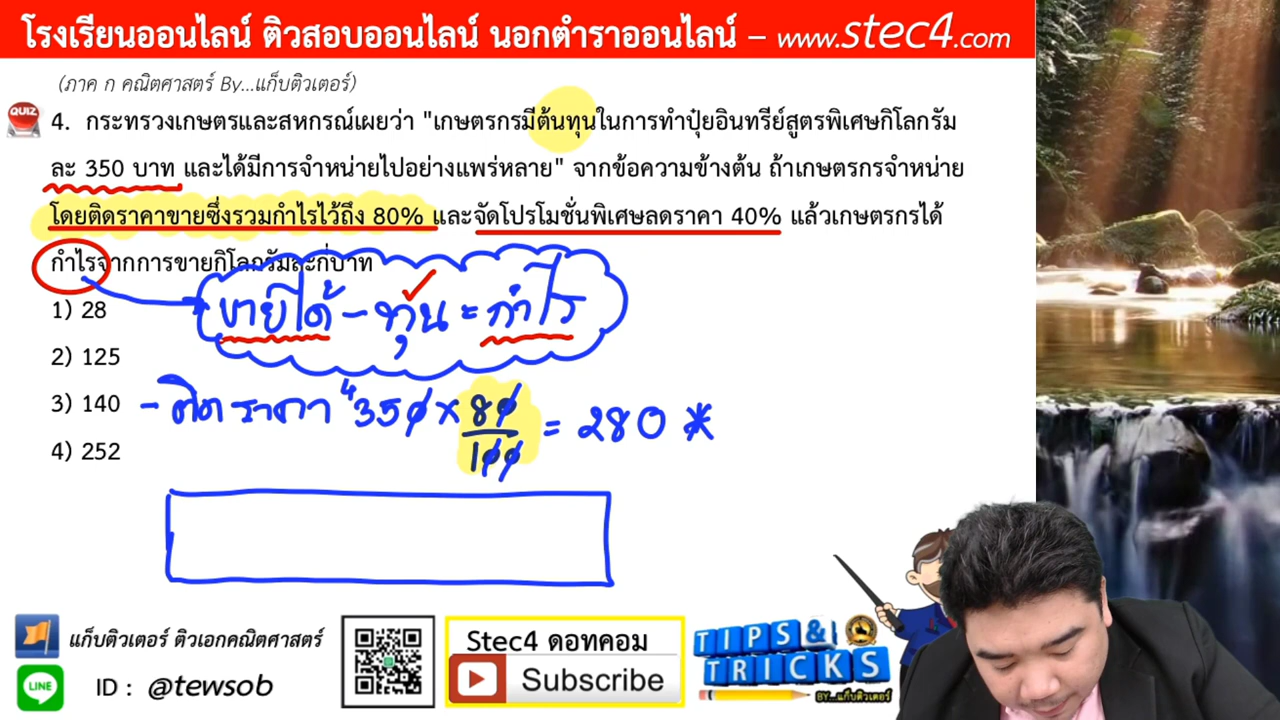 โรงเรียนออนไลน์ ติวสอบออนไลน์ นอกตำราออนไลน์ – www.stec4.com
(ภาค ก คณิตศาสตร์ By...แก็บติวเตอร์)
QUIZ
4. กระทรวงเกษตรและสหกรณ์เผยว่า "เกษตรกรมีต้นทุนในการทำปุ๋ยอินทรีย์สูตรพิเศษกิโลกรัม
ละ 350 บาท และได้มีการจำหน่ายไปอย่างแพร่หลาย" จากข้อความข้างต้น ถ้าเกษตรกรจำหน่าย
โดยติดราคาขายซึ่งรวมกำไรไว้ถึง 80% และจัดโปรโมชั่นพิเศษลดราคา 40% แล้วเกษตรกรได้
กำไรจากการขายกิโลกรัมละกี่บาท
1) 28
ขายได้ - ทุน = กำไร
2) 125
3) 140
- ติดราคา 4 350 × 80/100 = 280 *
4) 252
แก็บติวเตอร์ ติวเอกคณิตศาสตร์
LINE
ID : @tewsob
Stec4 ดอทคอม
Subscribe
TIPS &
TRICKS
BY...แก็บติวเตอร์